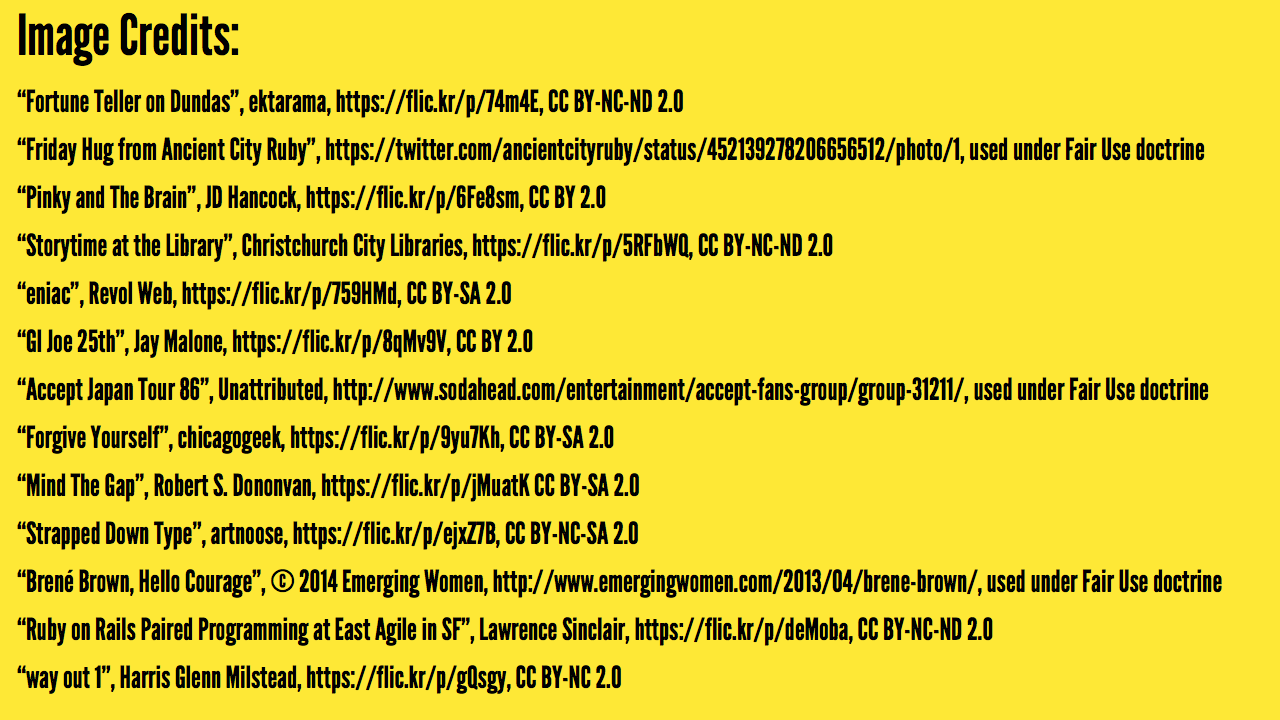 Image Credits:
“Fortune Teller on Dundas”, ektarama, https://flic.kr/p/74m4E, CC BY-NC-ND 2.0
“Friday Hug from Ancient City Ruby”, https://twitter.com/ancientcityruby/status/452139278206656512/photo/1, used under Fair Use doctrine
“Pinky and The Brain”, JD Hancock, https://flic.kr/p/6Fe8sm, CC BY 2.0
“Storytime at the Library”, Christchurch City Libraries, https://flic.kr/p/5RFbWQ, CC BY-NC-ND 2.0
“eniac”, Revol Web, https://flic.kr/p/759HMd, CC BY-SA 2.0
“GI Joe 25th”, Jay Malone, https://flic.kr/p/8qMv9V, CC BY 2.0
“Accept Japan Tour 86”, Unattributed, http://www.sodahead.com/entertainment/accept-fans-group/group-31211/, used under Fair Use doctrine
“Forgive Yourself”, chicagogeek, https://flic.kr/p/9yu7Kh, CC BY-SA 2.0
“Mind The Gap”, Robert S. Dononvan, https://flic.kr/p/jMuatK CC BY-SA 2.0
“Strapped Down Type”, artnoose, https://flic.kr/p/ejxZ7B, CC BY-NC-SA 2.0
“Brené Brown, Hello Courage”, © 2014 Emerging Women, http://www.emergingwomen.com/2013/04/brene-brown/, used under Fair Use doctrine
“Ruby on Rails Paired Programming at East Agile in SF”, Lawrence Sinclair, https://flic.kr/p/deMoba, CC BY-NC-ND 2.0
“way out 1”, Harris Glenn Milstead, https://flic.kr/p/gQsgy, CC BY-NC 2.0